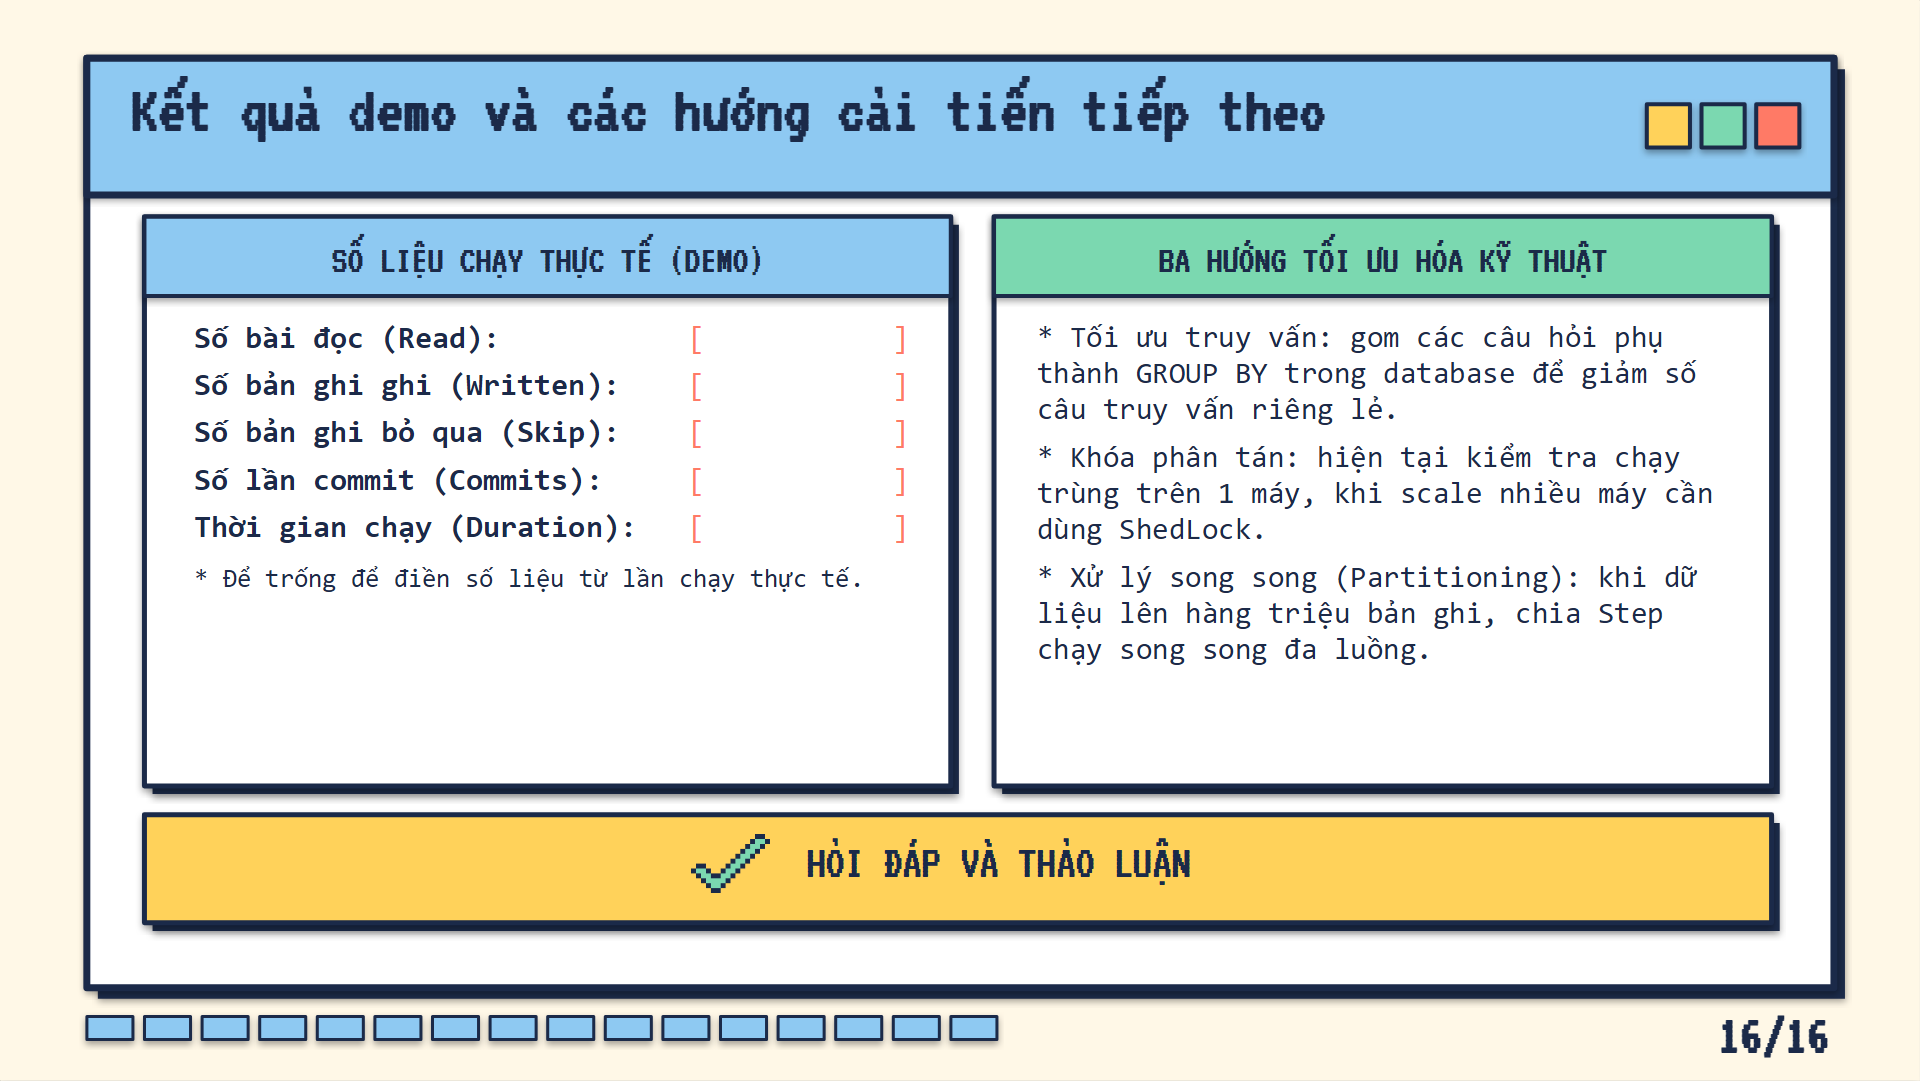 Kết quả demo và các hướng cải tiến tiếp theo
SỐ LIỆU CHẠY THỰC TẾ (DEMO)
Số bài đọc (Read): [ ]
Số bản ghi ghi (Written): [ ]
Số bản ghi bỏ qua (Skip): [ ]
Số lần commit (Commits): [ ]
Thời gian chạy (Duration): [ ]
* Để trống để điền số liệu từ lần chạy thực tế.
BA HƯỚNG TỐI ƯU HÓA KỸ THUẬT
* Tối ưu truy vấn: gom các câu hỏi phụ
thành GROUP BY trong database để giảm số
câu truy vấn riêng lẻ.
* Khóa phân tán: hiện tại kiểm tra chạy
trùng trên 1 máy, khi scale nhiều máy cần
dùng ShedLock.
* Xử lý song song (Partitioning): khi dữ
liệu lên hàng triệu bản ghi, chia Step
chạy song song đa luồng.
HỎI ĐÁP VÀ THẢO LUẬN
16/16